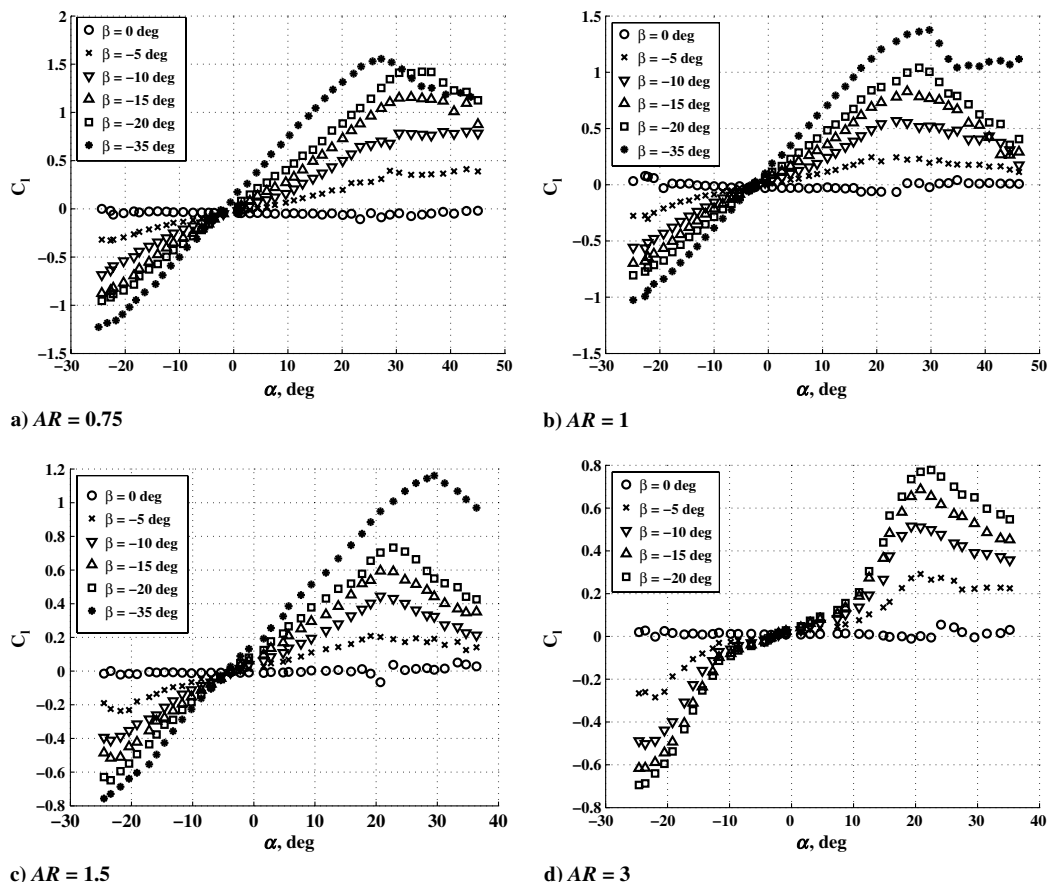 2
1.5
1
0.5
0
−0.5
−1
−1.5
−30 −20 −10 0 10 20 30 40 50
C_l
α, deg
β = 0 deg
β = −5 deg
β = −10 deg
β = −15 deg
β = −20 deg
β = −35 deg
a) AR = 0.75
1.5
1
0.5
0
−0.5
−1
−1.5
−30 −20 −10 0 10 20 30 40 50
C_l
α, deg
β = 0 deg
β = −5 deg
β = −10 deg
β = −15 deg
β = −20 deg
β = −35 deg
b) AR = 1
1.2
1
0.8
0.6
0.4
0.2
0
−0.2
−0.4
−0.6
−0.8
−30 −20 −10 0 10 20 30 40
C_l
α, deg
β = 0 deg
β = −5 deg
β = −10 deg
β = −15 deg
β = −20 deg
β = −35 deg
c) AR = 1.5
0.8
0.6
0.4
0.2
0
−0.2
−0.4
−0.6
−0.8
−30 −20 −10 0 10 20 30 40
C_l
α, deg
β = 0 deg
β = −5 deg
β = −10 deg
β = −15 deg
β = −20 deg
d) AR = 3